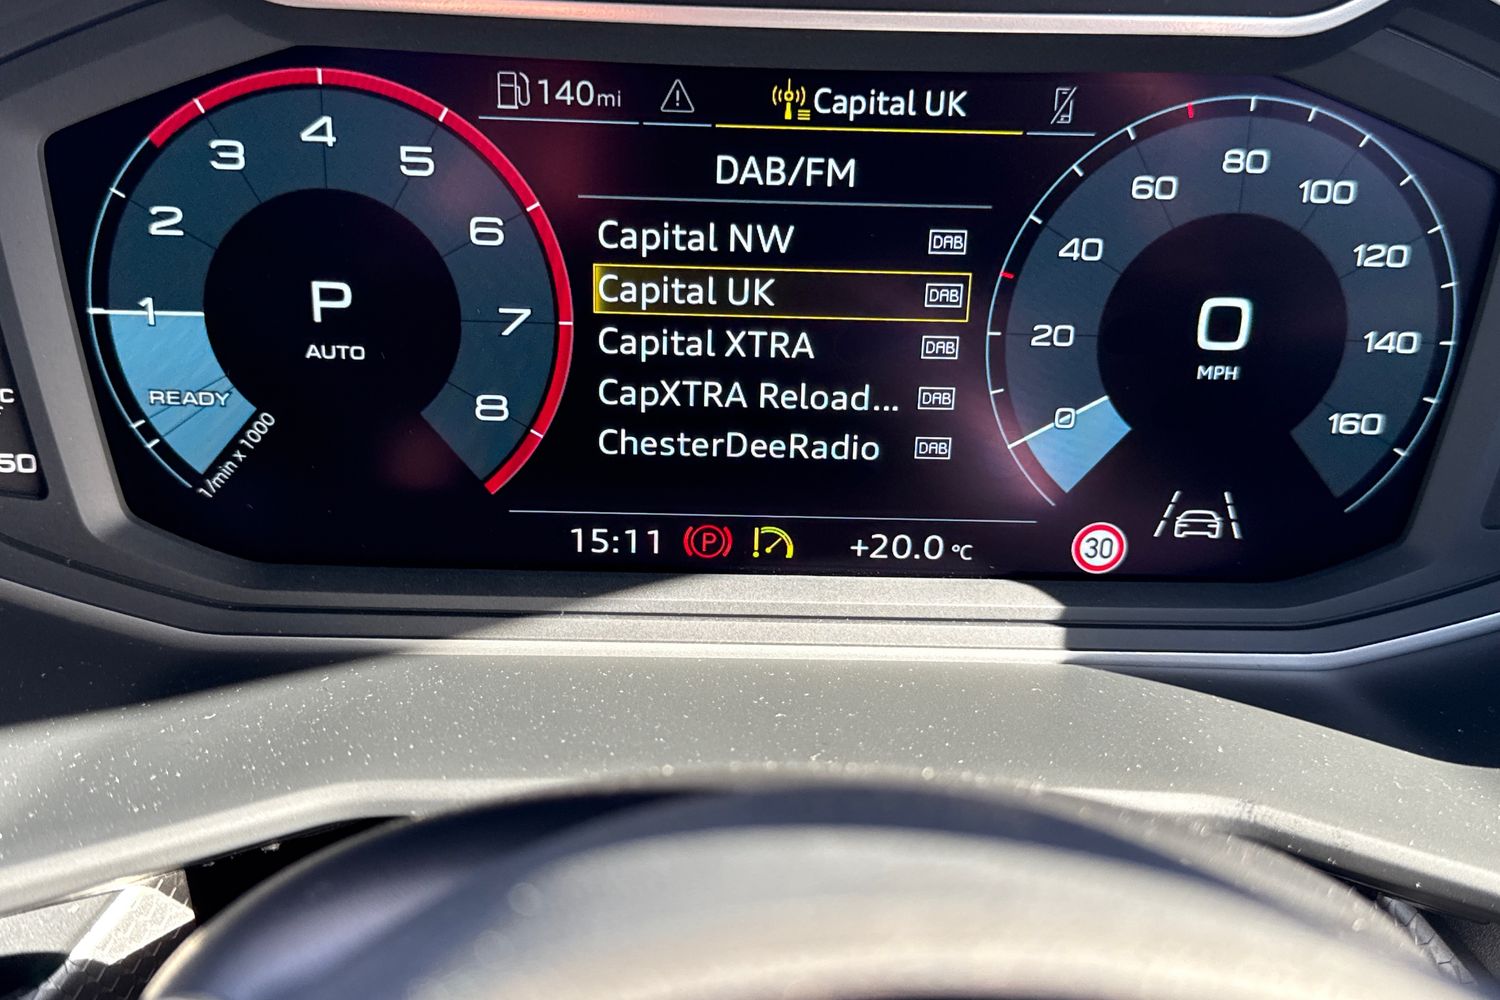 140mi
Capital UK
DAB/FM
Capital NW DAB
Capital UK DAB
Capital XTRA DAB
CapXTRA Reload... DAB
ChesterDeeRadio DAB
15:11 P ! +20.0 °C
30
1 2 3 4 5 6 7 8
P
AUTO
READY
1/min x 1000
0 20 40 60 80 100 120 140 160
0
MPH
C
50